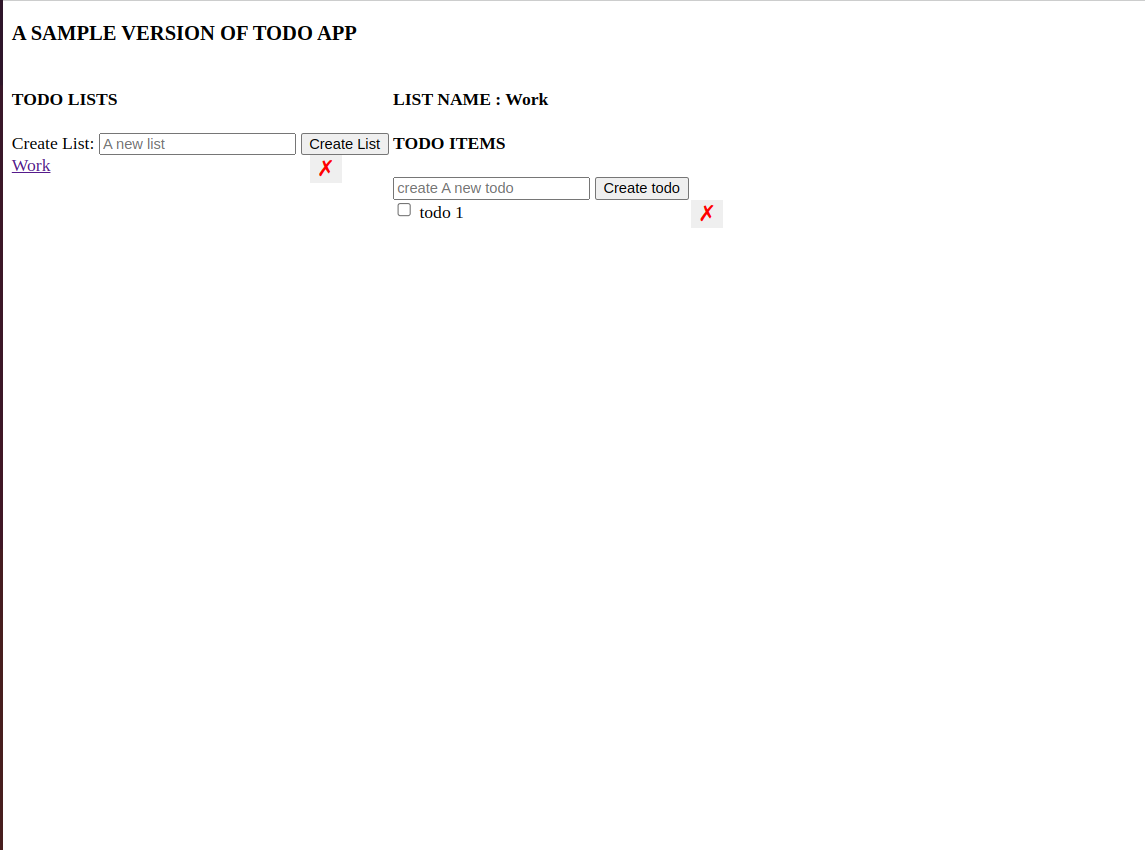 A SAMPLE VERSION OF TODO APP
TODO LISTS
Create List: A new list Create List
Work ✗
LIST NAME : Work
TODO ITEMS
create A new todo Create todo
todo 1 ✗